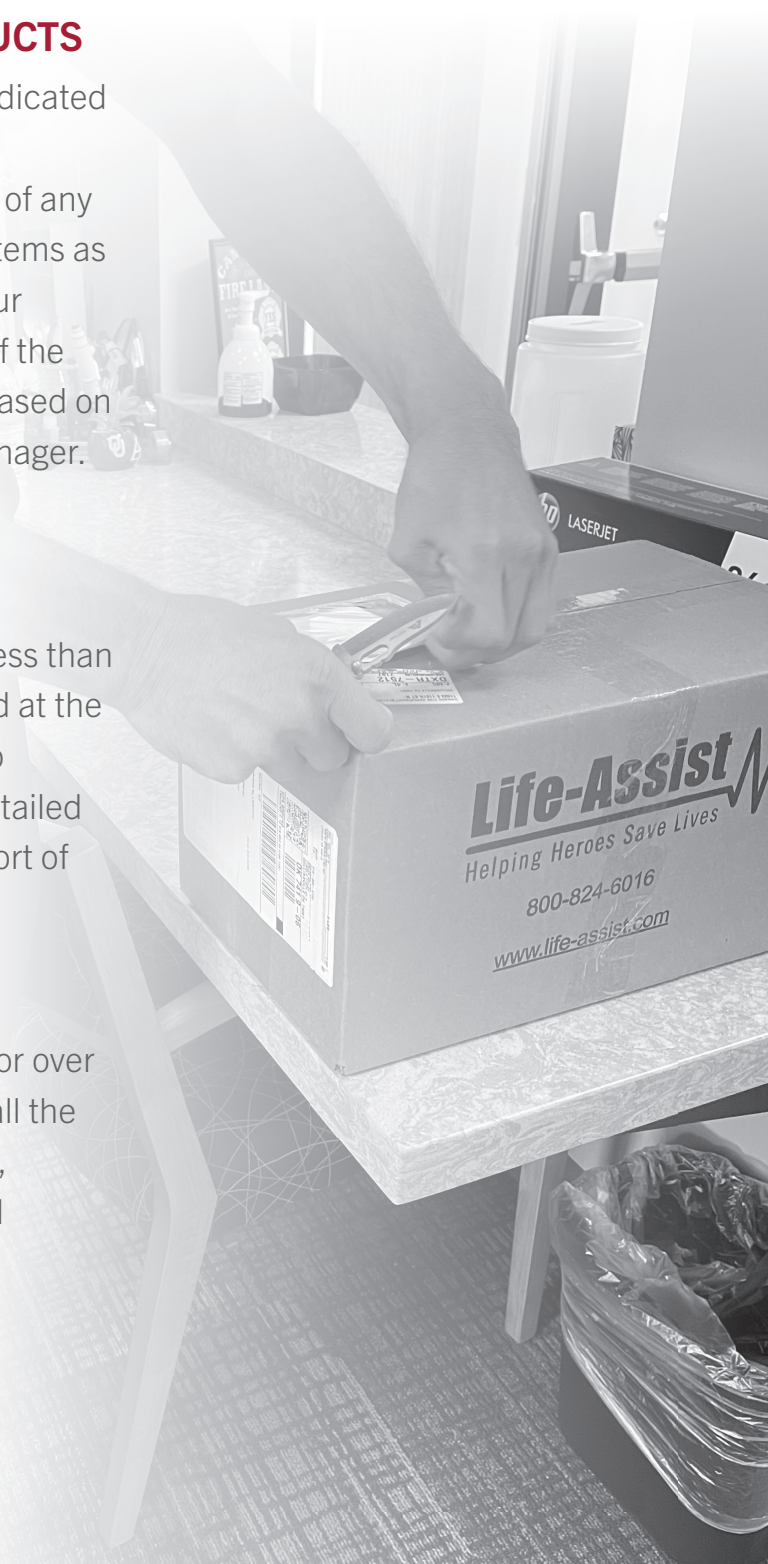 UCTS
dicated
of any
tems as
ur
f the
ased on
nager.
LASERJET
ess than
d at the
tailed
ort of
Life-Assist
Helping Heroes Save Lives
800-824-6016
www.life-assist.com
or over
all the